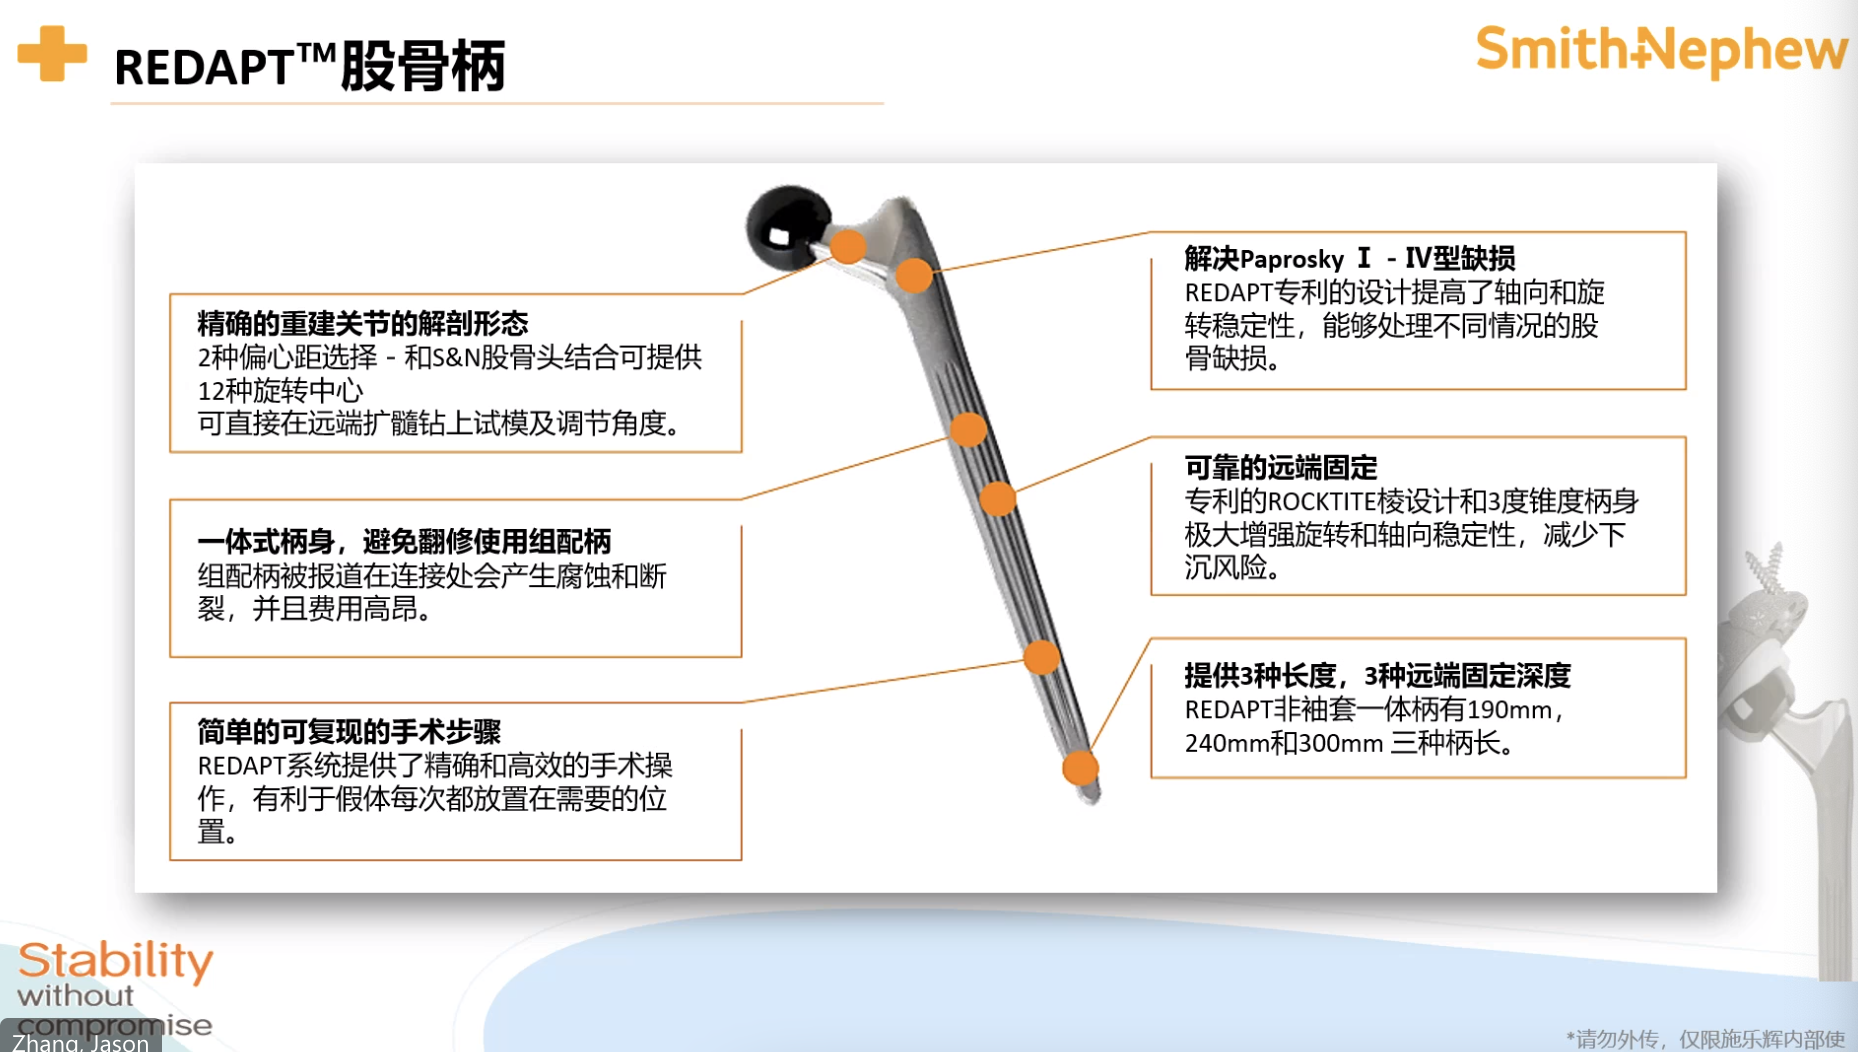 REDAPT™股骨柄
Smith+Nephew
精确的重建关节的解剖形态
2种偏心距选择 - 和S&N股骨头结合可提供
12种旋转中心
可直接在远端扩髓钻上试模及调节角度。
一体式柄身，避免翻修使用组配柄
组配柄被报道在连接处会产生腐蚀和断
裂，并且费用高昂。
简单的可复现的手术步骤
REDAPT系统提供了精确和高效的手术操
作，有利于假体每次都放置在需要的位
置。
解决Paprosky Ⅰ - Ⅳ型缺损
REDAPT专利的设计提高了轴向和旋
转稳定性，能够处理不同情况的股
骨缺损。
可靠的远端固定
专利的ROCKTITE棱设计和3度锥度柄身
极大增强旋转和轴向稳定性，减少下
沉风险。
提供3种长度，3种远端固定深度
REDAPT非袖套一体柄有190mm，
240mm和300mm 三种柄长。
Stability
without
compromise
Zhang, Jason
*请勿外传，仅限施乐辉内部使